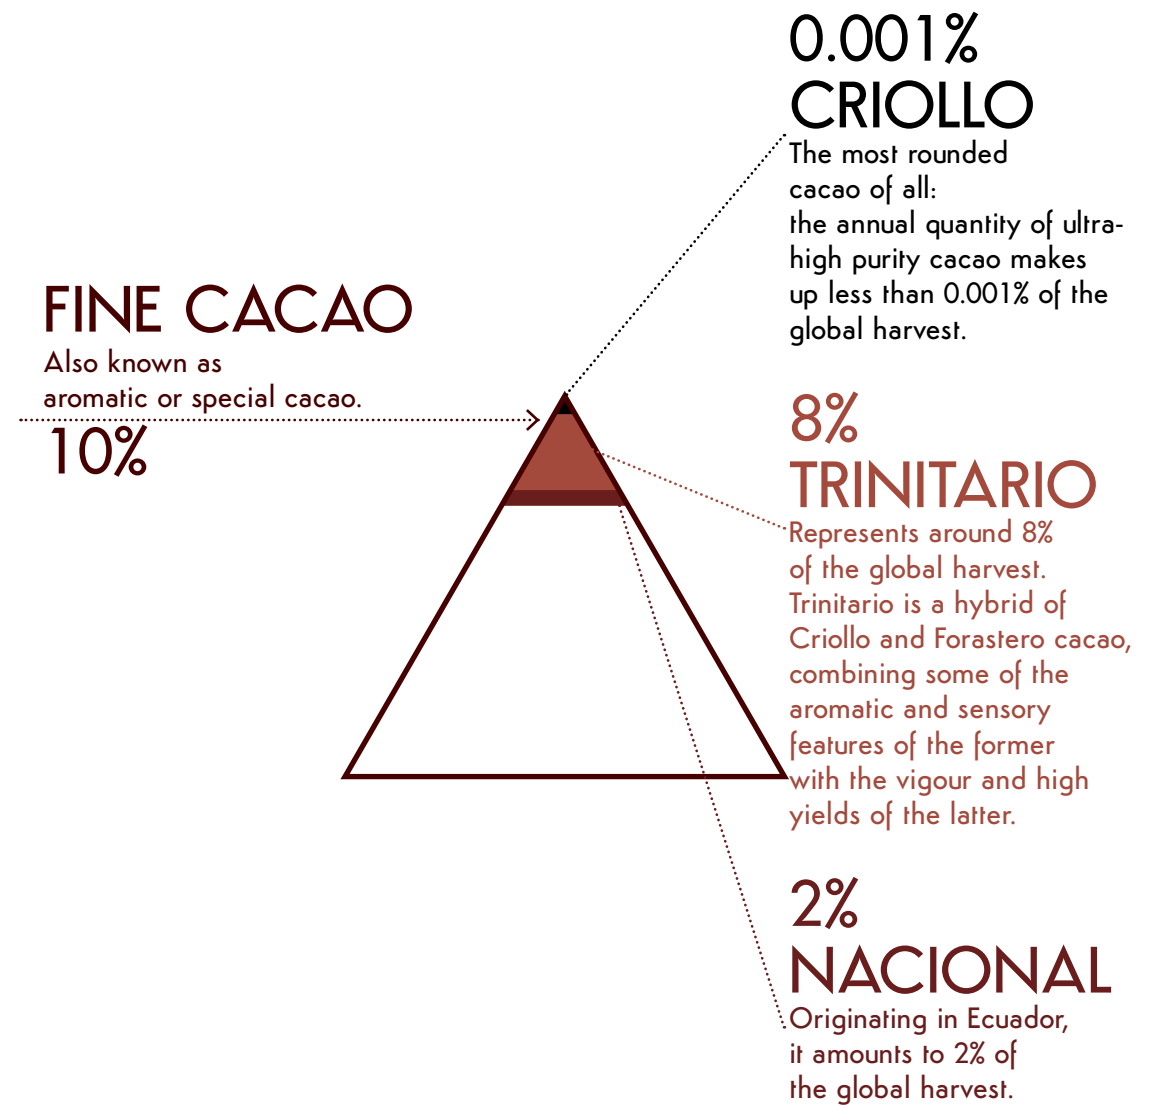 FINE CACAO
Also known as
aromatic or special cacao.
10%
0.001%
CRIOLLO
The most rounded
cacao of all:
the annual quantity of ultra-
high purity cacao makes
up less than 0.001% of the
global harvest.
8%
TRINITARIO
Represents around 8%
of the global harvest.
Trinitario is a hybrid of
Criollo and Forastero cacao,
combining some of the
aromatic and sensory
features of the former
with the vigour and high
yields of the latter.
2%
NACIONAL
Originating in Ecuador,
it amounts to 2% of
the global harvest.